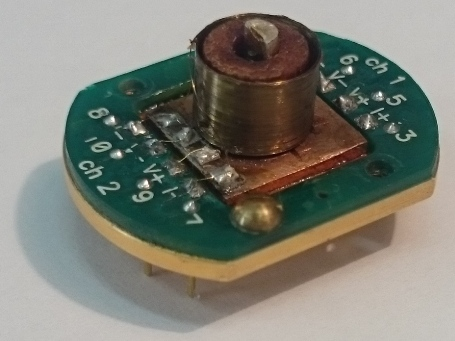 ch 1
6 5
V- V+ I+ 3
8 I- V- V+ I- 7
10 9
ch 2